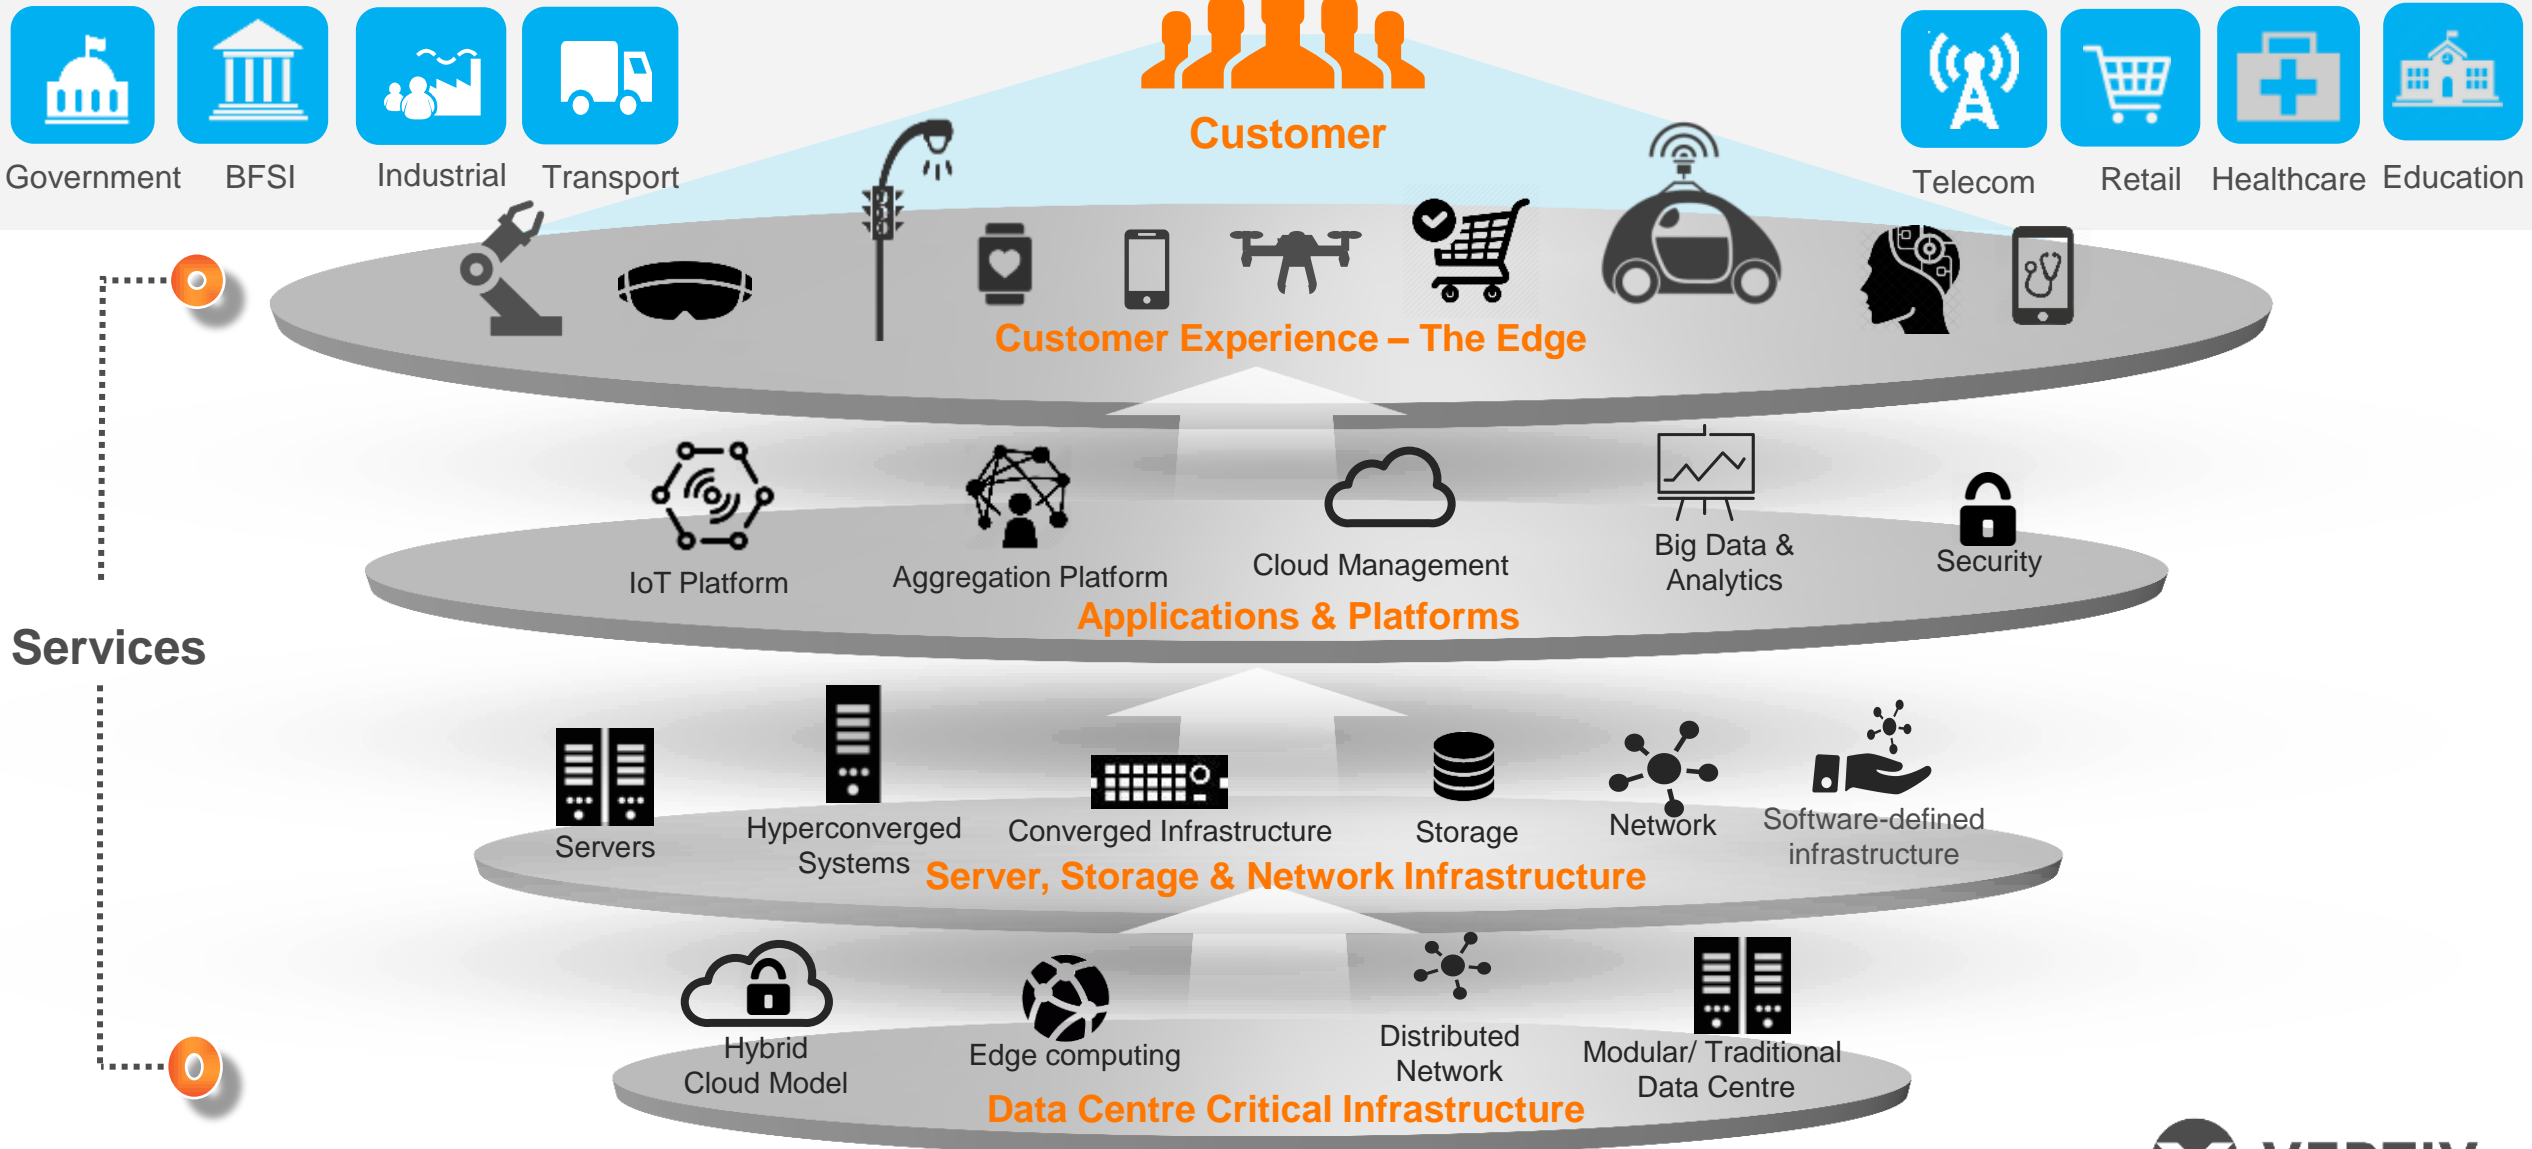 Customer
Government
BFSI
Industrial
Transport
Telecom
Retail
Healthcare
Education
Customer Experience – The Edge
IoT Platform
Aggregation Platform
Cloud Management
Big Data &
Analytics
Security
Applications & Platforms
Services
Servers
Hyperconverged
Systems
Converged Infrastructure
Storage
Network
Software-defined
infrastructure
Server, Storage & Network Infrastructure
Hybrid
Cloud Model
Edge computing
Distributed
Network
Modular/ Traditional
Data Centre
Data Centre Critical Infrastructure
VERTIV